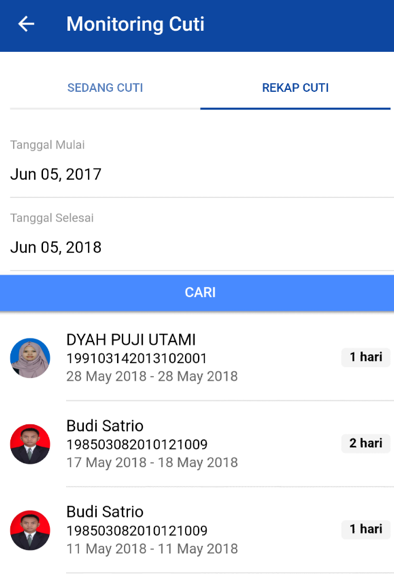 Monitoring Cuti
SEDANG CUTI
REKAP CUTI
Tanggal Mulai
Jun 05, 2017
Tanggal Selesai
Jun 05, 2018
CARI
DYAH PUJI UTAMI
199103142013102001
1 hari
28 May 2018 - 28 May 2018
Budi Satrio
198503082010121009
2 hari
17 May 2018 - 18 May 2018
Budi Satrio
198503082010121009
1 hari
11 May 2018 - 11 May 2018